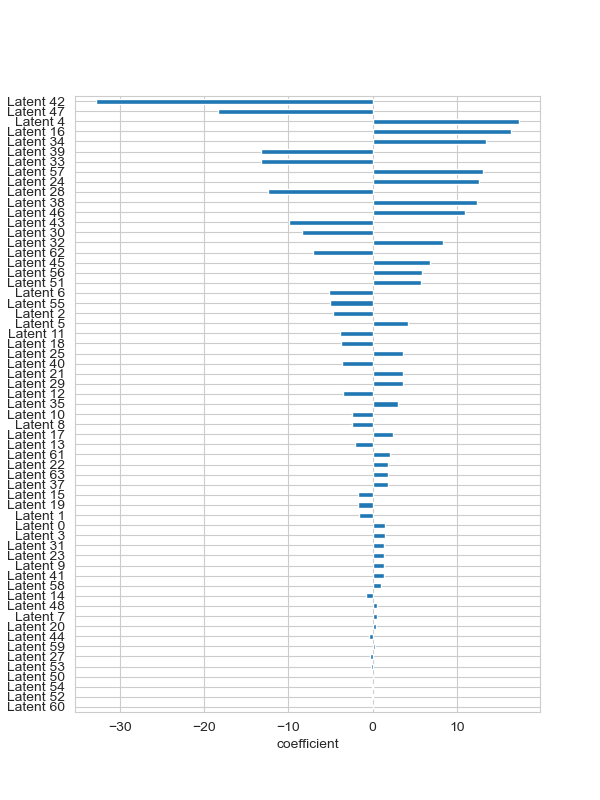 Latent 42
Latent 47
Latent 4
Latent 16
Latent 34
Latent 39
Latent 33
Latent 57
Latent 24
Latent 28
Latent 38
Latent 46
Latent 43
Latent 30
Latent 32
Latent 62
Latent 45
Latent 56
Latent 51
Latent 6
Latent 55
Latent 2
Latent 5
Latent 11
Latent 18
Latent 25
Latent 40
Latent 21
Latent 29
Latent 12
Latent 35
Latent 10
Latent 8
Latent 17
Latent 13
Latent 61
Latent 22
Latent 63
Latent 37
Latent 15
Latent 19
Latent 1
Latent 0
Latent 3
Latent 31
Latent 23
Latent 9
Latent 41
Latent 58
Latent 14
Latent 48
Latent 7
Latent 20
Latent 44
Latent 59
Latent 27
Latent 53
Latent 50
Latent 54
Latent 52
Latent 60
−30 −20 −10 0 10
coefficient